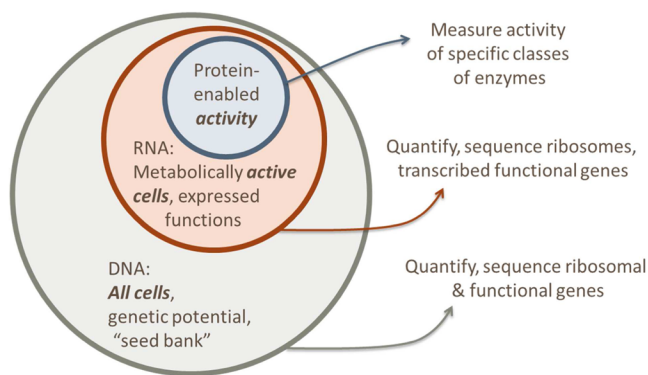 Protein-
enabled
activity
RNA:
Metabolically active
cells, expressed
functions
DNA:
All cells,
genetic potential,
“seed bank”
Measure activity
of specific classes
of enzymes
Quantify, sequence ribosomes,
transcribed functional genes
Quantify, sequence ribosomal
& functional genes